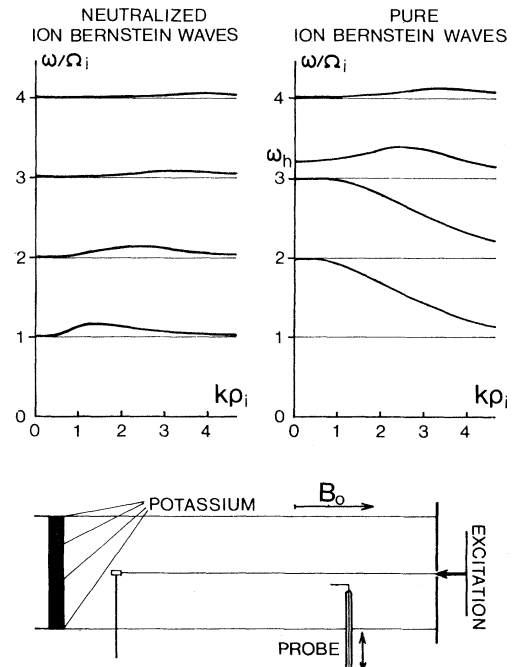 NEUTRALIZED
ION BERNSTEIN WAVES
ω/Ωi
4
3
2
1
0
0 1 2 3 4
kρi
PURE
ION BERNSTEIN WAVES
ω/Ωi
4
ωh
3
2
1
0
0 1 2 3 4
kρi
POTASSIUM
B₀
EXCITATION
PROBE